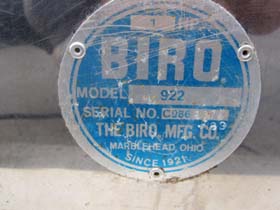 BIRO
MODEL 922
SERIAL NO.
THE BIRO MFG. CO.
MARBLEHEAD, OHIO
SINCE 1921